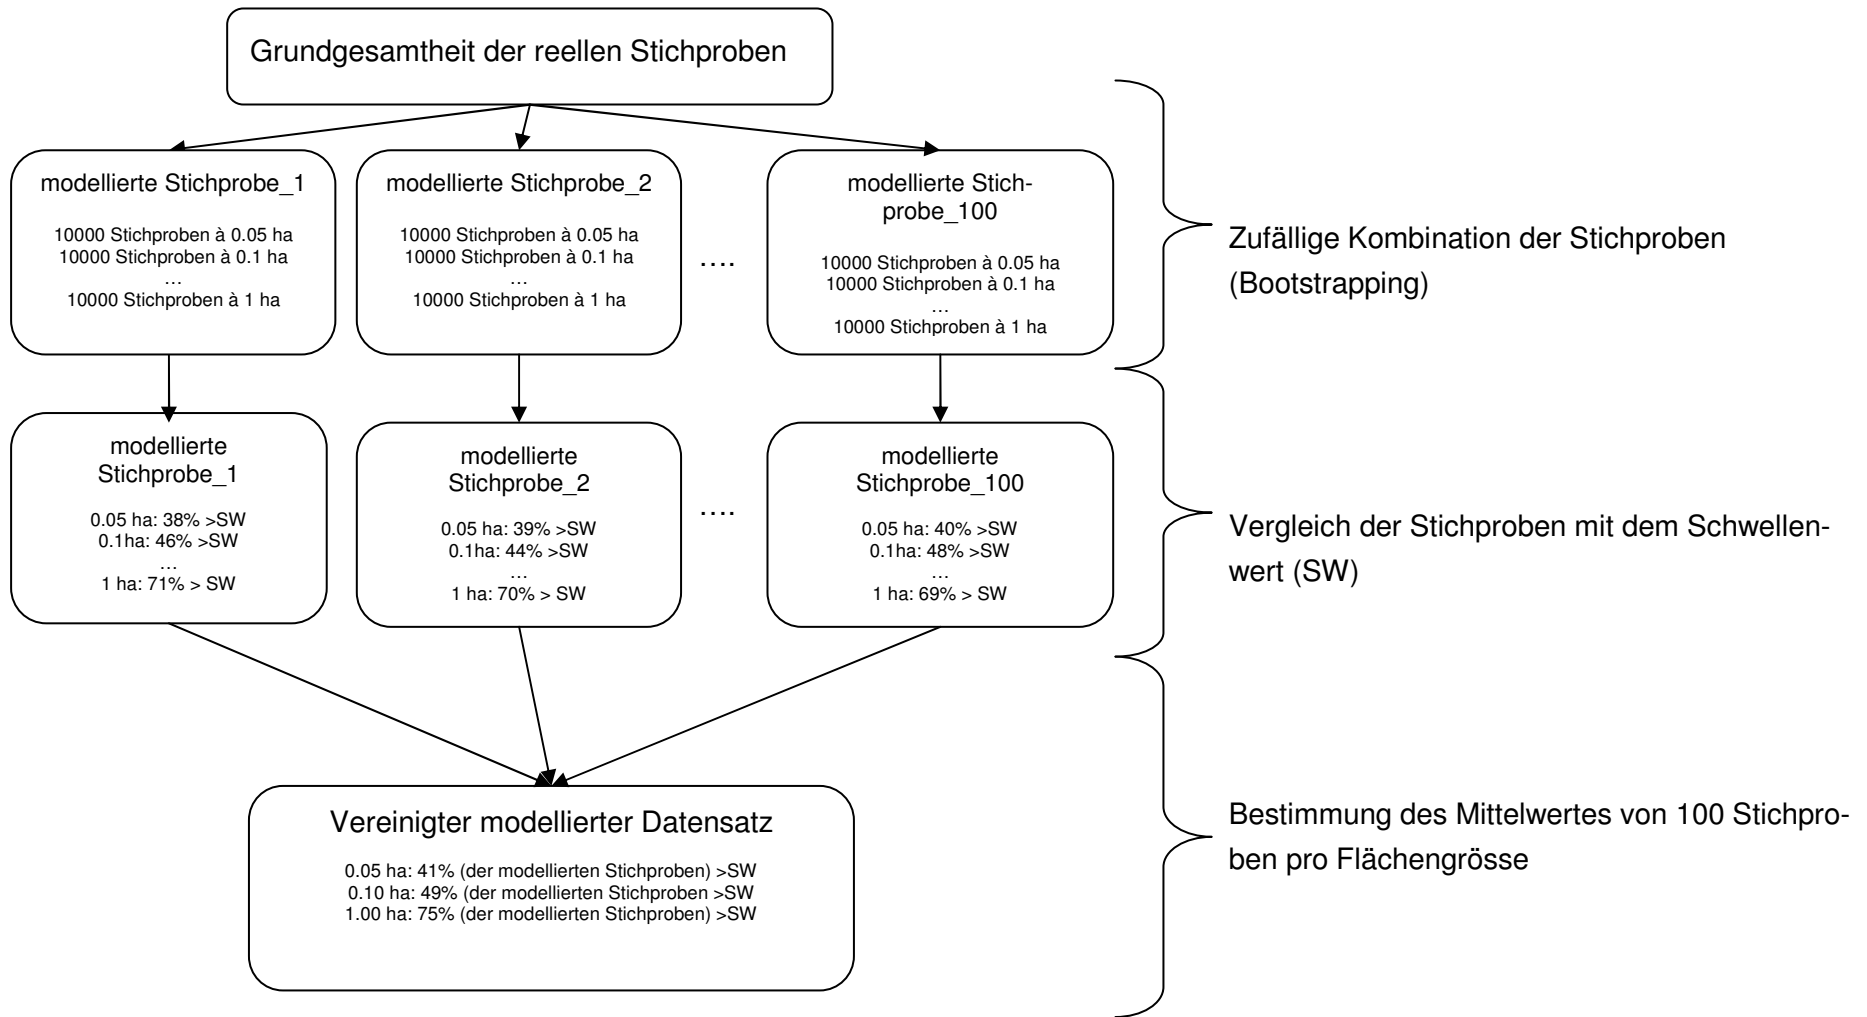 Grundgesamtheit der reellen Stichproben
modellierte Stichprobe_1
10000 Stichproben à 0.05 ha
10000 Stichproben à 0.1 ha
…
10000 Stichproben à 1 ha
modellierte Stichprobe_2
10000 Stichproben à 0.05 ha
10000 Stichproben à 0.1 ha
…
10000 Stichproben à 1 ha
….
modellierte Stich-
probe_100
10000 Stichproben à 0.05 ha
10000 Stichproben à 0.1 ha
…
10000 Stichproben à 1 ha
Zufällige Kombination der Stichproben
(Bootstrapping)
modellierte
Stichprobe_1
0.05 ha: 38% >SW
0.1ha: 46% >SW
…
1 ha: 71% > SW
modellierte
Stichprobe_2
0.05 ha: 39% >SW
0.1ha: 44% >SW
…
1 ha: 70% > SW
….
modellierte
Stichprobe_100
0.05 ha: 40% >SW
0.1ha: 48% >SW
…
1 ha: 69% > SW
Vergleich der Stichproben mit dem Schwellen-
wert (SW)
Vereinigter modellierter Datensatz
0.05 ha: 41% (der modellierten Stichproben) >SW
0.10 ha: 49% (der modellierten Stichproben >SW
1.00 ha: 75% (der modellierten Stichproben) >SW
Bestimmung des Mittelwertes von 100 Stichpro-
ben pro Flächengrösse